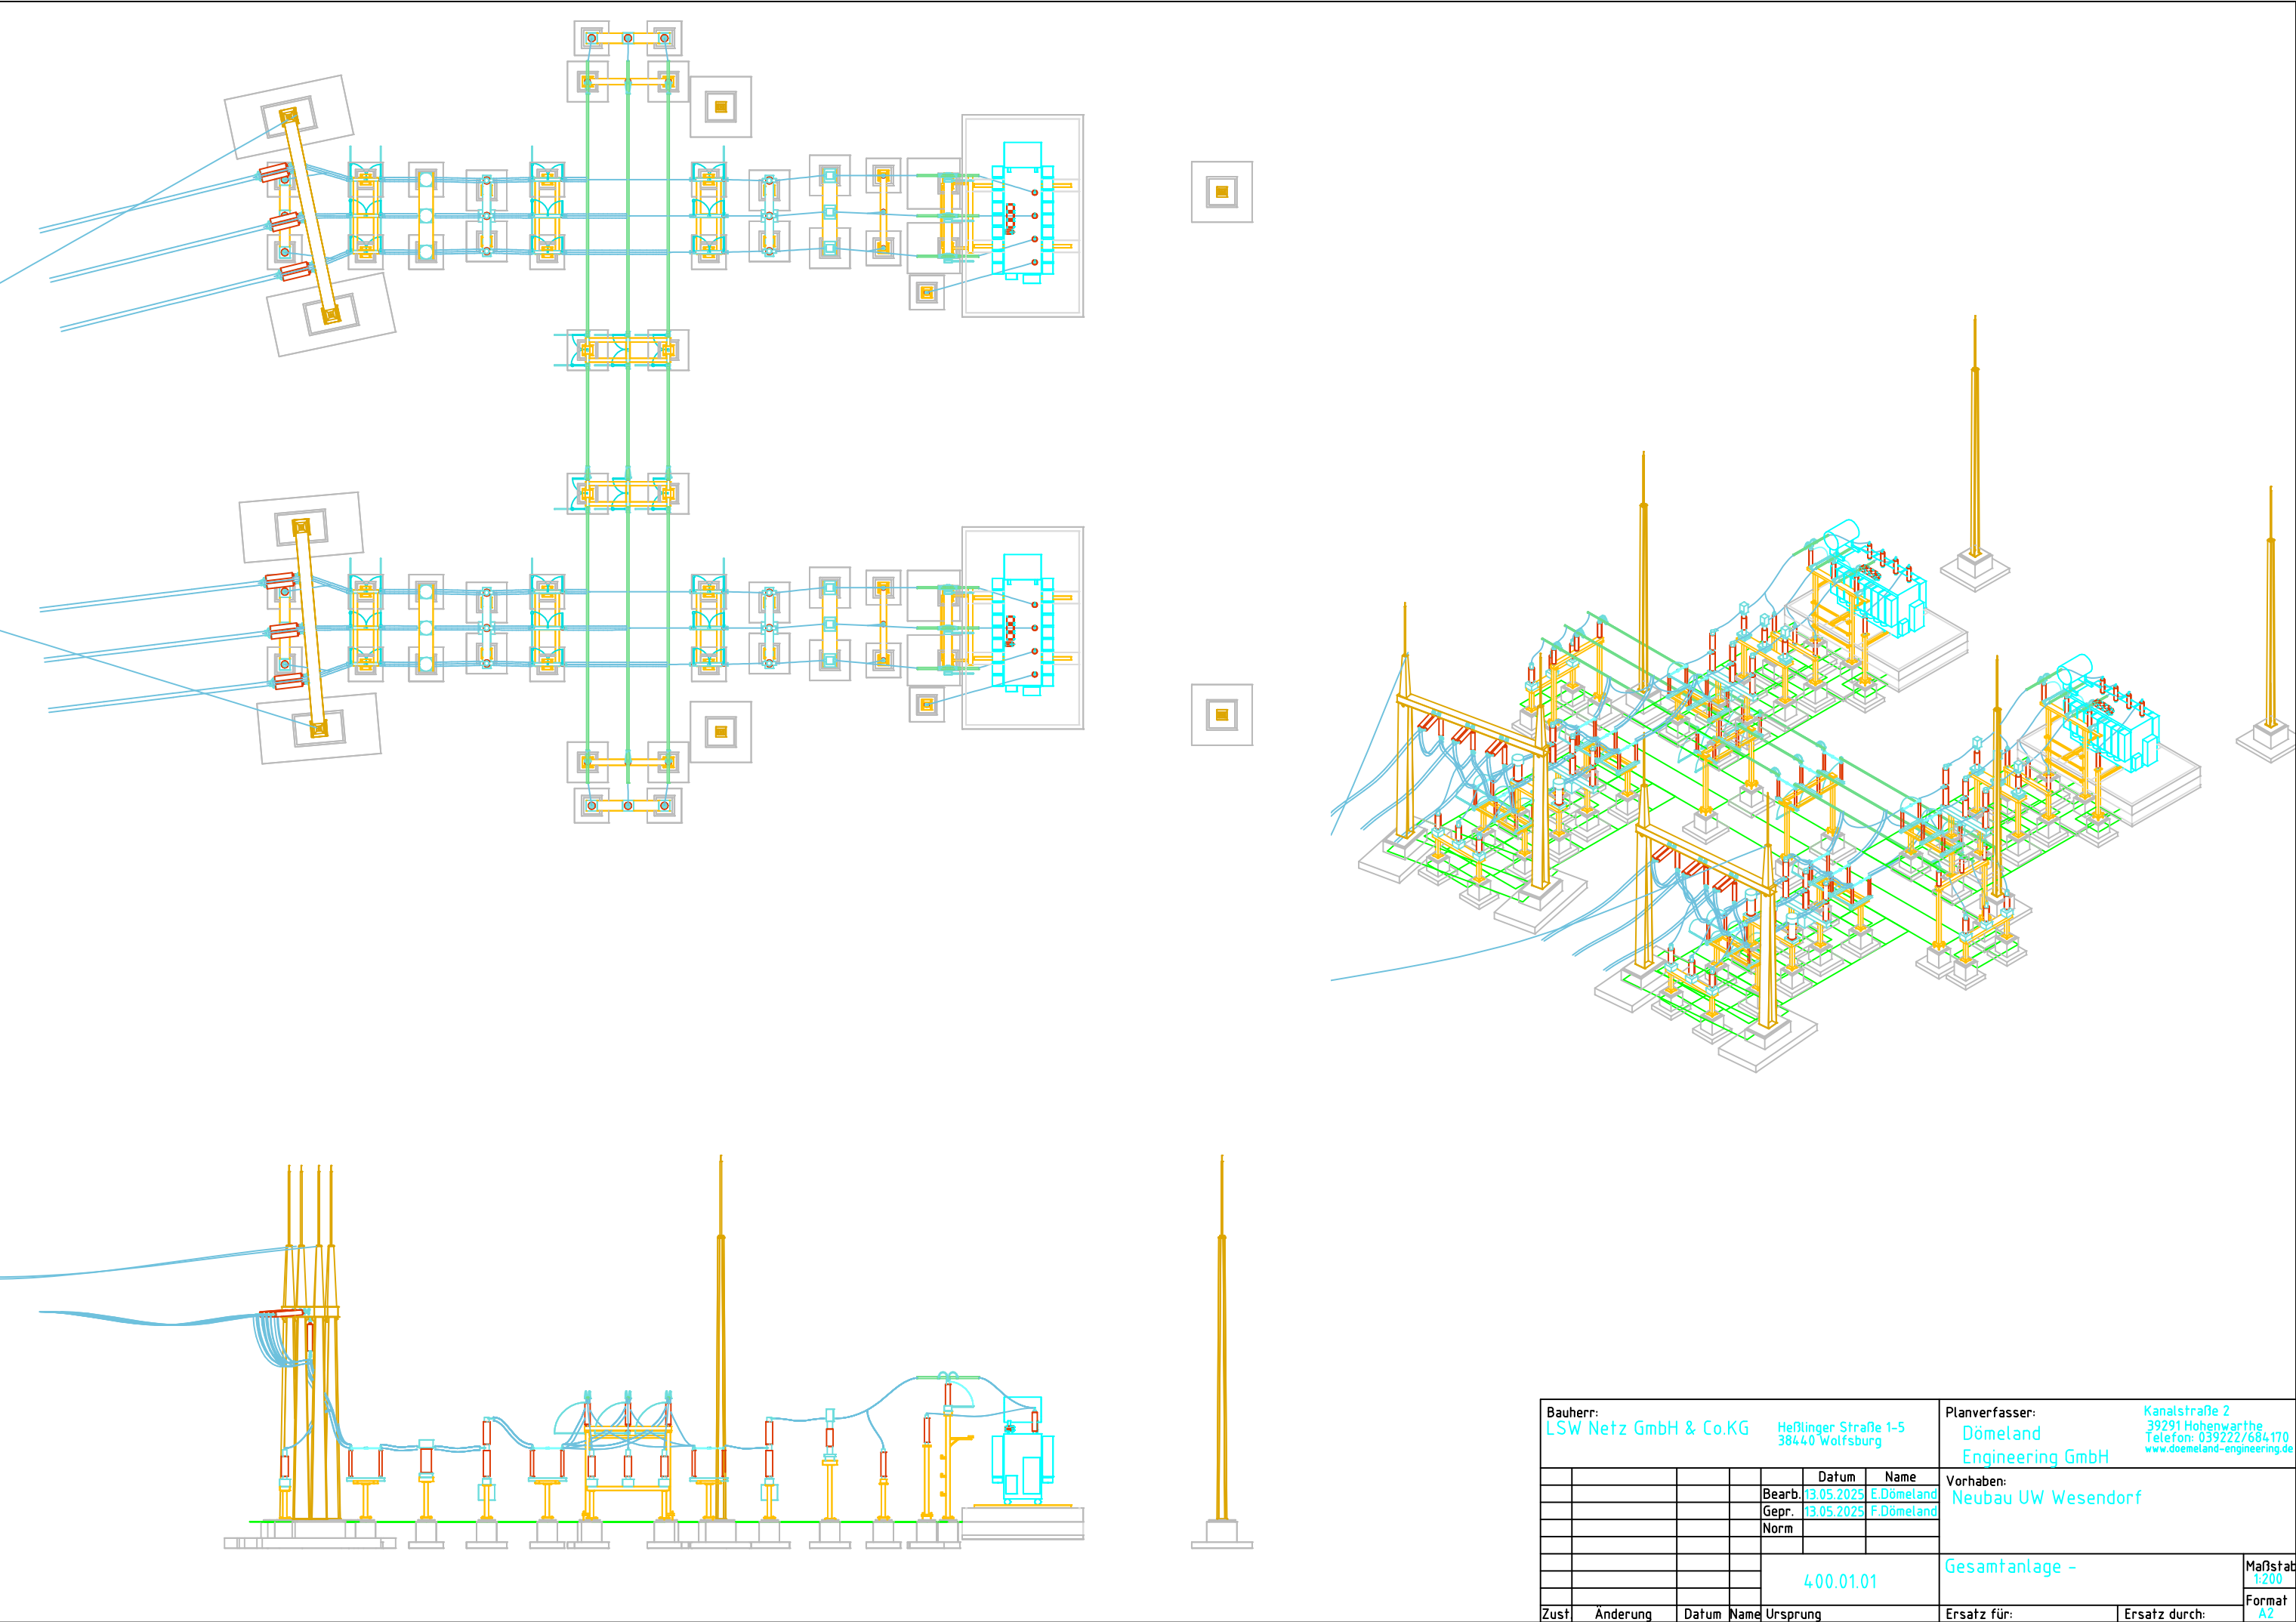 Bauherr:
LSW Netz GmbH & Co.KG
Heßlinger Straße 1-5
38440 Wolfsburg
Planverfasser:
Dömeland
Engineering GmbH
Kanalstraße 2
39291 Hohenwarthe
Telefon: 039222/684170
www.doemeland-engineering.de
Datum Name
Bearb. 13.05.2025 E.Dömeland
Gepr. 13.05.2025 F.Dömeland
Norm
Vorhaben:
Neubau UW Wesendorf
400.01.01
Gesamtanlage -
Maßstab
1:200
Format
A2
Zust Änderung Datum Name Ursprung Ersatz für: Ersatz durch: